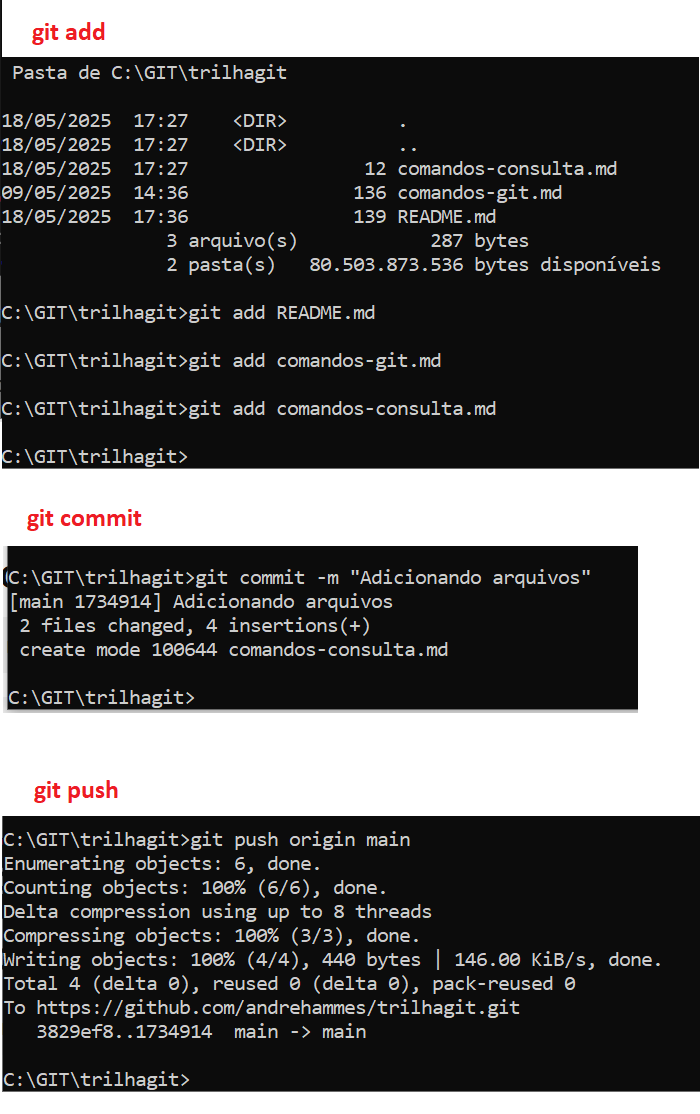 git add
Pasta de C:\GIT\trilhagit
18/05/2025  17:27    <DIR>          .
18/05/2025  17:27    <DIR>          ..
18/05/2025  17:27                12 comandos-consulta.md
09/05/2025  14:36               136 comandos-git.md
18/05/2025  17:36               139 README.md
3 arquivo(s)            287 bytes
2 pasta(s)   80.503.873.536 bytes disponíveis
C:\GIT\trilhagit>git add README.md
C:\GIT\trilhagit>git add comandos-git.md
C:\GIT\trilhagit>git add comandos-consulta.md
C:\GIT\trilhagit>
git commit
C:\GIT\trilhagit>git commit -m "Adicionando arquivos"
[main 1734914] Adicionando arquivos
2 files changed, 4 insertions(+)
create mode 100644 comandos-consulta.md
C:\GIT\trilhagit>
git push
C:\GIT\trilhagit>git push origin main
Enumerating objects: 6, done.
Counting objects: 100% (6/6), done.
Delta compression using up to 8 threads
Compressing objects: 100% (3/3), done.
Writing objects: 100% (4/4), 440 bytes | 146.00 KiB/s, done.
Total 4 (delta 0), reused 0 (delta 0), pack-reused 0
To https://github.com/andrehammes/trilhagit.git
3829ef8..1734914  main -> main
C:\GIT\trilhagit>